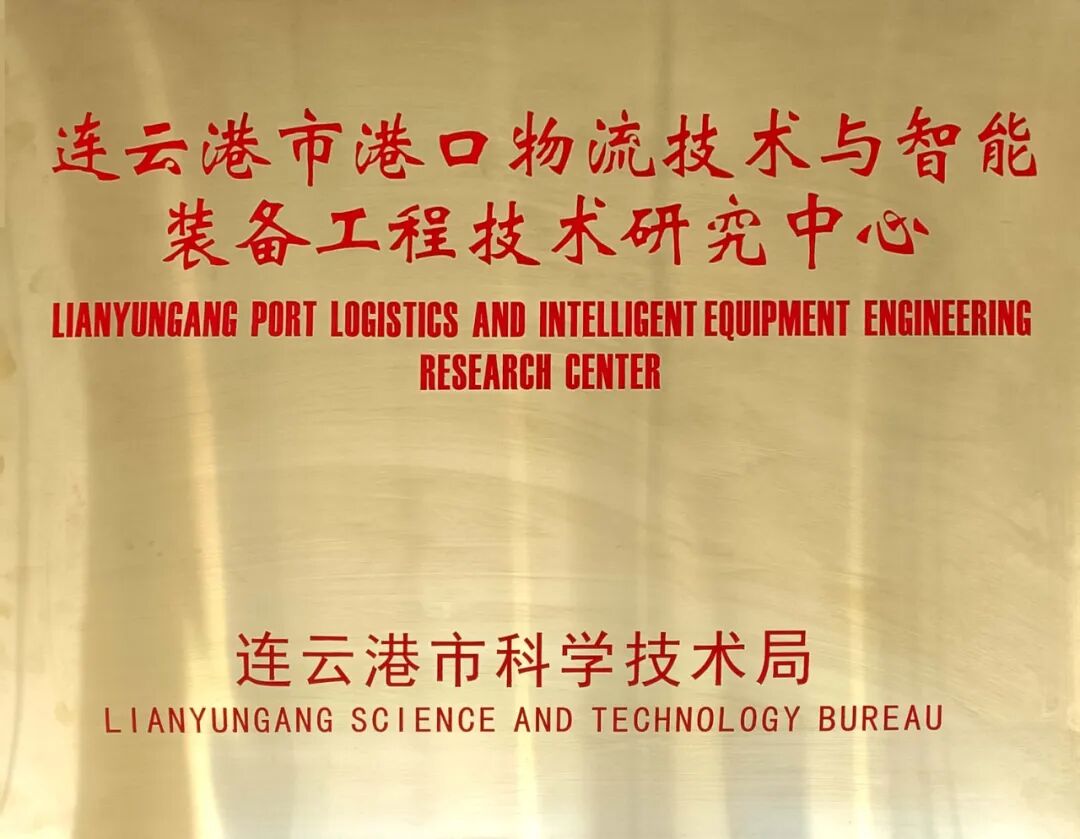 连云港市港口物流技术与智能
装备工程技术研究中心
LIANYUNGANG PORT LOGISTICS AND INTELLIGENT EQUIPMENT ENGINEERING
RESEARCH CENTER
连云港市科学技术局
LIANYUNGANG SCIENCE AND TECHNOLOGY BUREAU